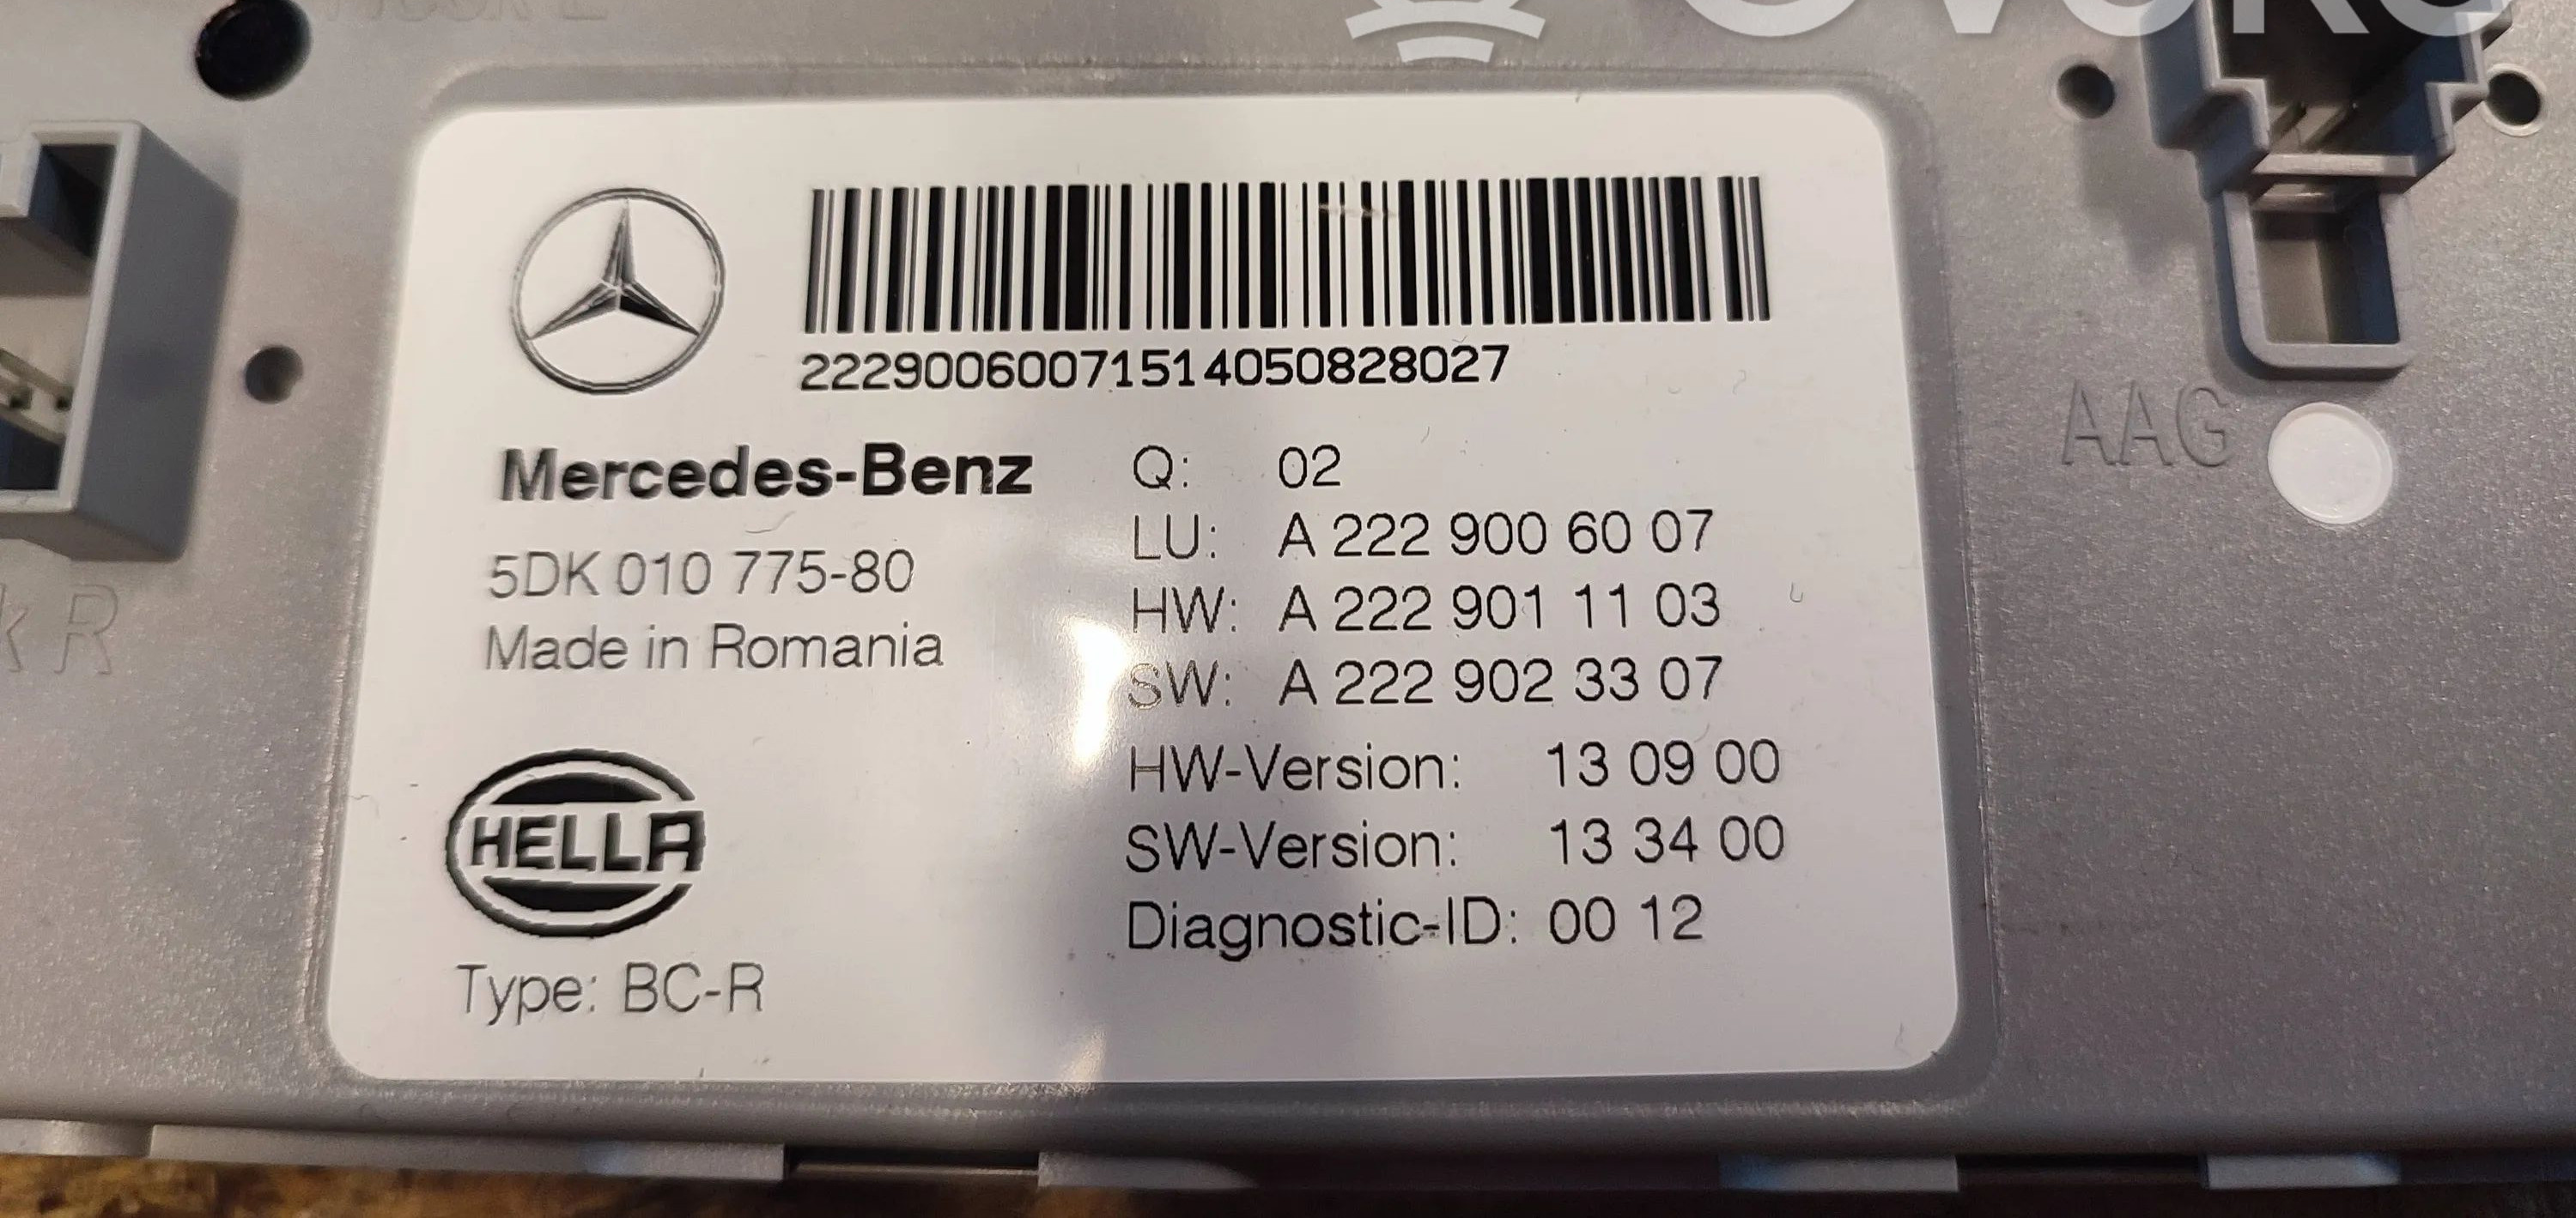 22290060071514050828027
Mercedes-Benz
5DK 010 775-80
Made in Romania
HELLA
Type: BC-R
Q: 02
LU: A 222 900 60 07
HW: A 222 901 11 03
SW: A 222 902 33 07
HW-Version: 13 09 00
SW-Version: 13 34 00
Diagnostic-ID: 00 12
AAG
R